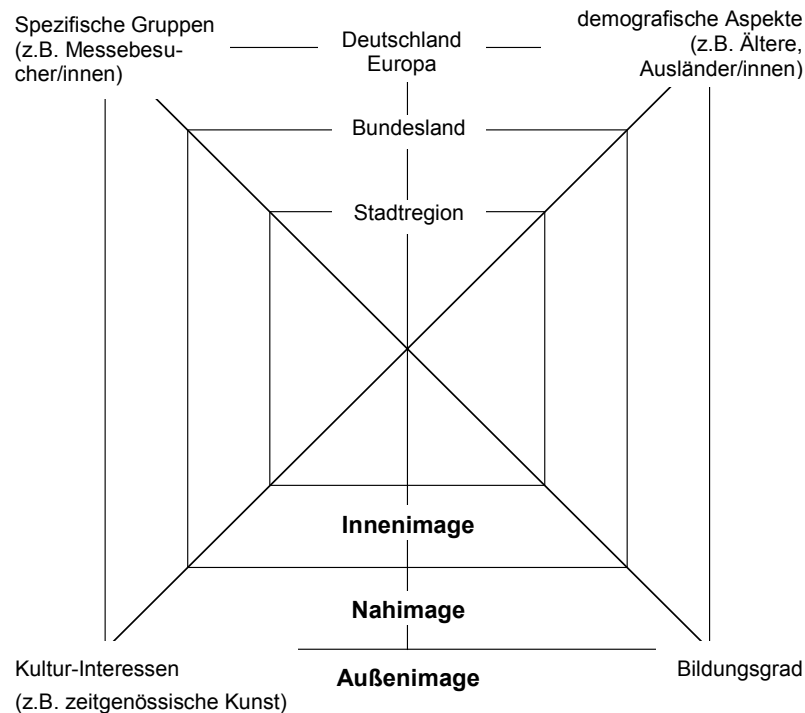 Spezifische Gruppen
(z.B. Messebesu-
cher/innen)
Deutschland
Europa
demografische Aspekte
(z.B. Ältere,
Ausländer/innen)
Bundesland
Stadtregion
Innenimage
Nahimage
Außenimage
Kultur-Interessen
(z.B. zeitgenössische Kunst)
Bildungsgrad